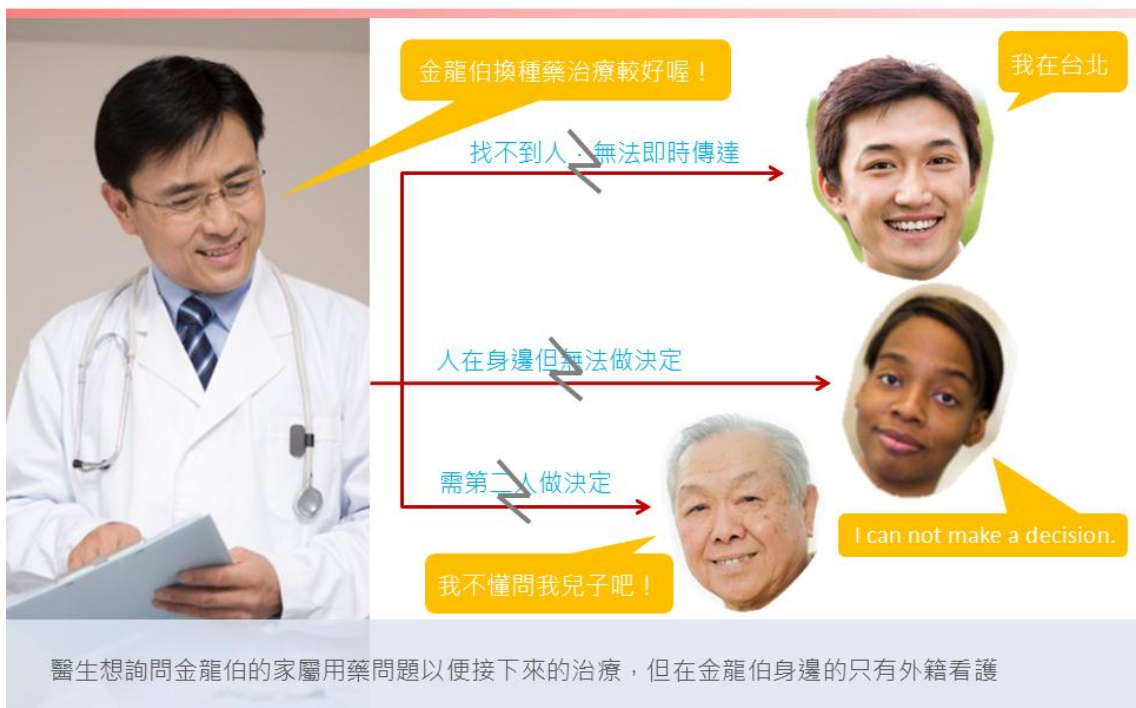 金龍伯換種藥治療較好喔！
我在台北
找不到人，無法即時傳達
人在身邊但無法做決定
需第二人做決定
I can not make a decision.
我不懂問我兒子吧！
醫生想詢問金龍伯的家屬用藥問題以便接下來的治療，但在金龍伯身邊的只有外籍看護